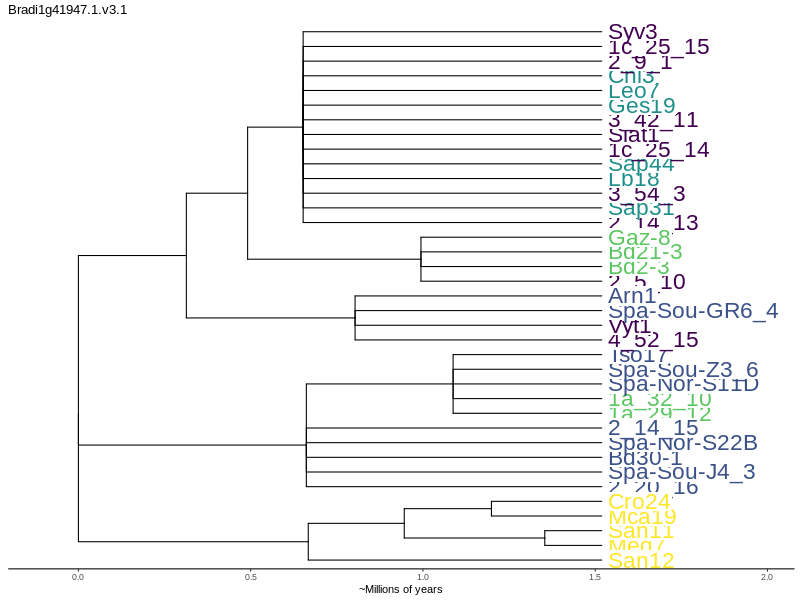 Bradi1g41947.1.v3.1
Syv3
1c_25_15
2_9_1
Chi3
Leo7
Ges19
3_42_11
Slat1
1c_25_14
Sap44
Lb18
3_54_3
Sap31
2_14_13
Gaz-8
Bd21-3
Bd2-3
2_5_10
Arn1
Spa-Sou-GR6_4
Vyt1
4_52_15
Tso17
Spa-Sou-Z3_6
Spa-Nor-S11D
1a_32_10
1a_29_12
2_14_15
Spa-Nor-S22B
Bd30-1
Spa-Sou-J4_3
2_20_16
Cro24
Mca19
San11
Meg7
San12
0.0 0.5 1.0 1.5 2.0
~Millions of years